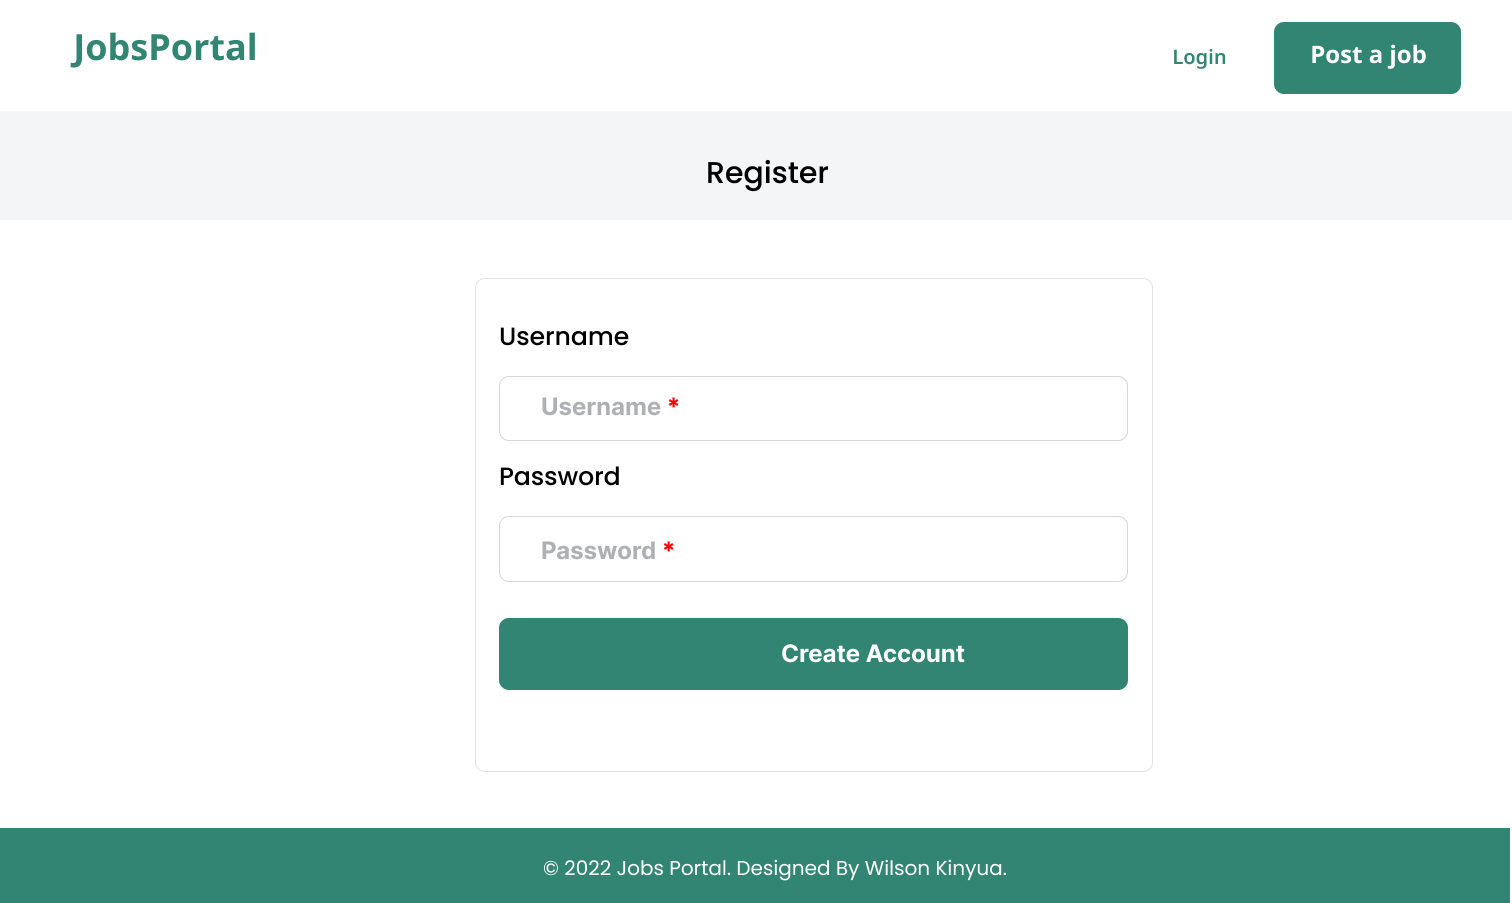 JobsPortal
Login
Post a job
Register
Username
Username *
Password
Password *
Create Account
© 2022 Jobs Portal. Designed By Wilson Kinyua.